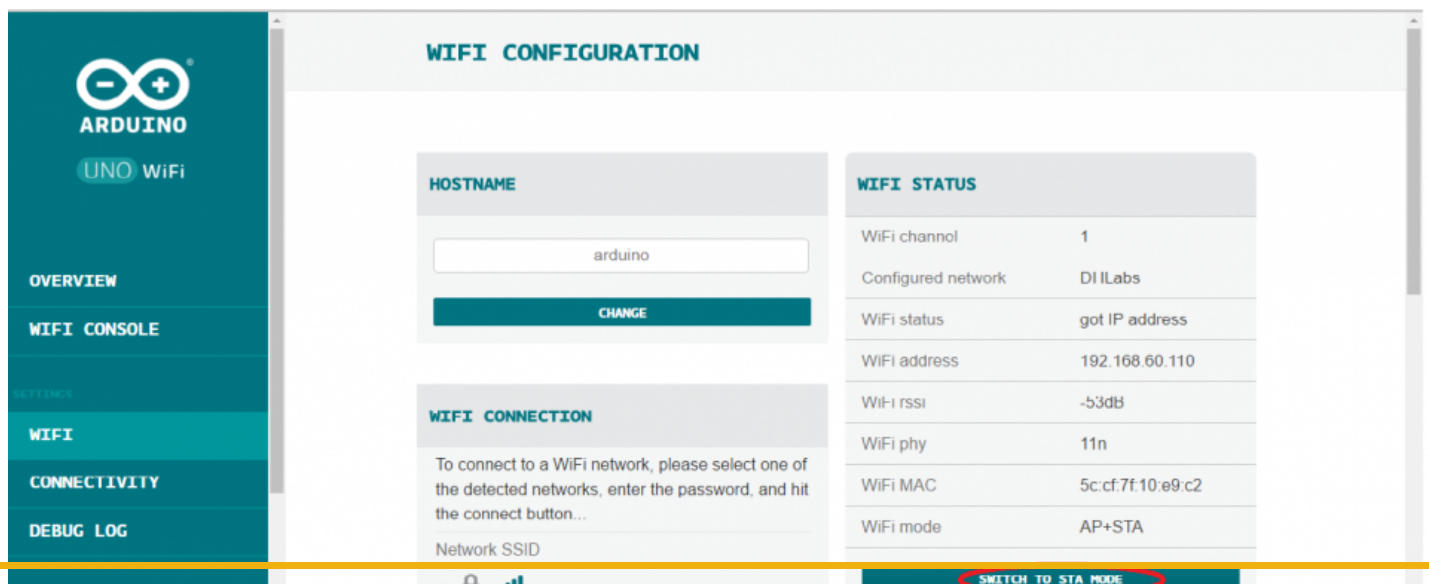 WIFI CONFIGURATION
ARDUINO
UNO WiFi
OVERVIEW
WIFI CONSOLE
SETTINGS
WIFI
CONNECTIVITY
DEBUG LOG
HOSTNAME
arduino
CHANGE
WIFI CONNECTION
To connect to a WiFi network, please select one of
the detected networks, enter the password, and hit
the connect button...
Network SSID
WIFI STATUS
WiFi channel 1
Configured network DHLabs
WiFi status got IP address
WiFi address 192.168.60.110
WiFi rssi -53dB
WiFi phy 11n
WiFi MAC 5c:cf:7f:10:e9:c2
WiFi mode AP+STA
SWITCH TO STA MODE